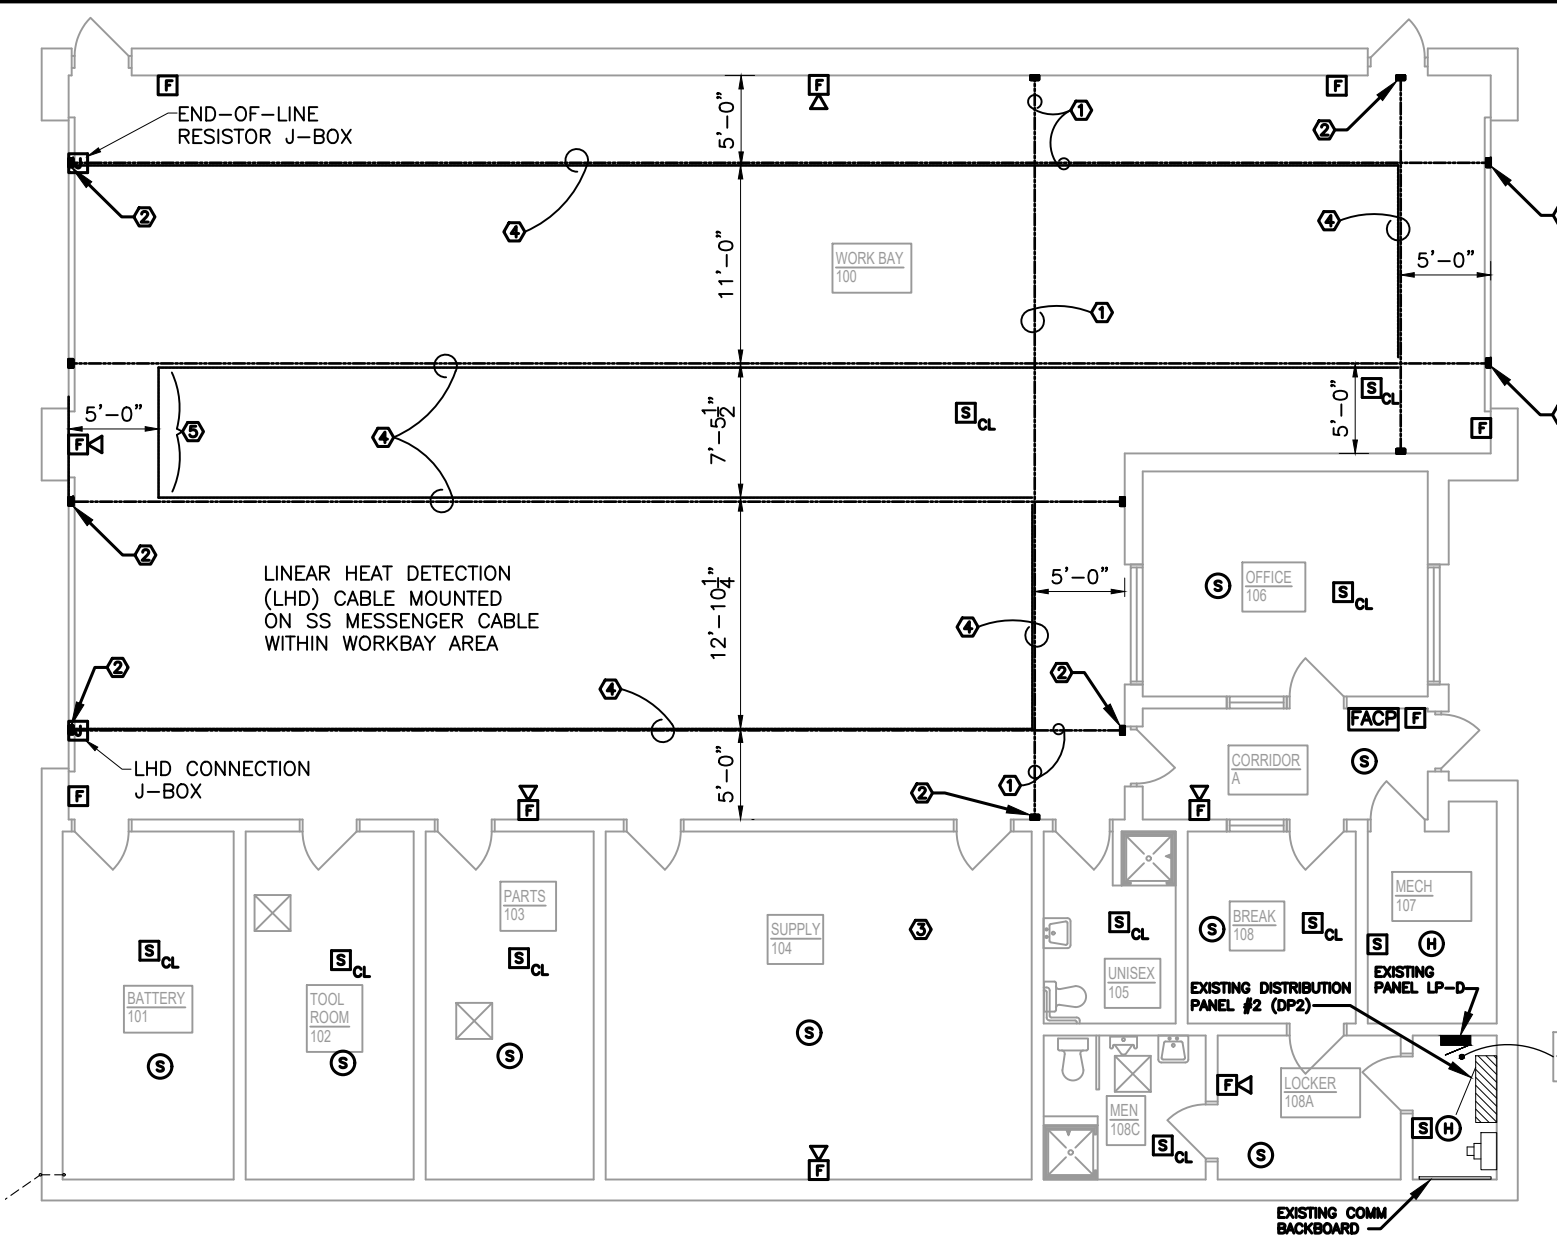 F
F
F
END-OF-LINE
RESISTOR J-BOX
5'-0"
1
2
J
2
4
4
WORK BAY
100
11'-0"
5'-0"
1
5'-0"
5
4
7'-5 1/2"
S CL
S CL
5'-0"
F
F
2
LINEAR HEAT DETECTION
(LHD) CABLE MOUNTED
ON SS MESSENGER CABLE
WITHIN WORKBAY AREA
12'-10 1/4"
5'-0"
S
OFFICE
106
S CL
4
2
4
2
J
LHD CONNECTION
J-BOX
5'-0"
1
2
FACP
F
CORRIDOR
A
S
F
F
F
PARTS
103
SUPPLY
104
3
S CL
S CL
S CL
BATTERY
101
TOOL
ROOM
102
S
S
S
S
F
S CL
UNISEX
105
S
BREAK
108
S CL
MECH
107
S
H
EXISTING
PANEL LP-D
EXISTING DISTRIBUTION
PANEL #2 (DP2)
MEN
108C
S CL
F
LOCKER
108A
S
S
H
EXISTING COMM
BACKBOARD